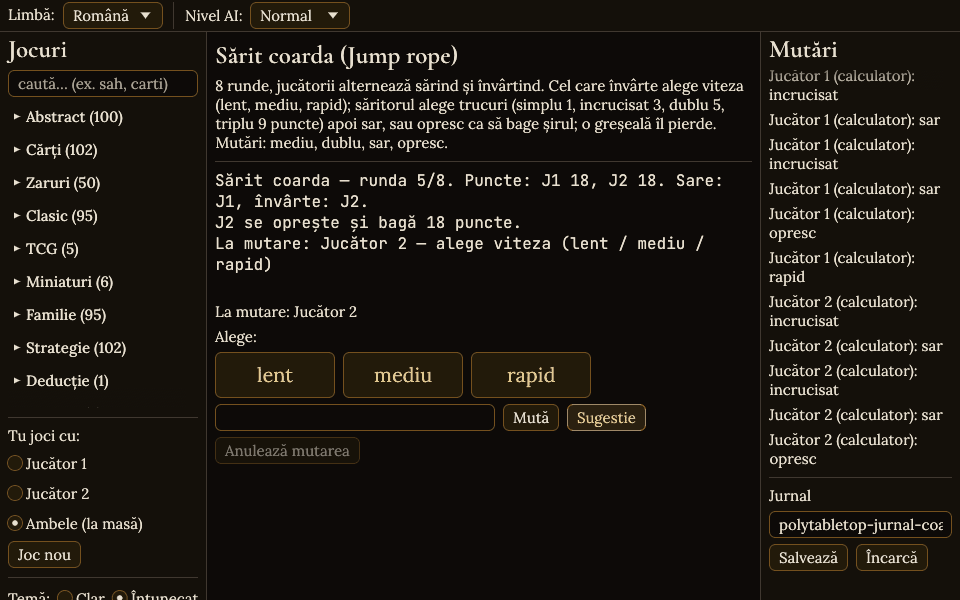 Limbă: Română ▼ Nivel AI: Normal ▼
Jocuri
caută... (ex. sah, carti)
▸ Abstract (100)
▸ Cărți (102)
▸ Zaruri (50)
▸ Clasic (95)
▸ TCG (5)
▸ Miniaturi (6)
▸ Familie (95)
▸ Strategie (102)
▸ Deducție (1)
Tu joci cu:
Jucător 1
Jucător 2
Ambele (la masă)
Joc nou
Temă: Clar Întunecat
Sărit coarda (Jump rope)
8 runde, jucătorii alternează sărind și învârtind. Cel care învârte alege viteza
(lent, mediu, rapid); săritorul alege trucuri (simplu 1, incrucisat 3, dublu 5,
triplu 9 puncte) apoi sar, sau opresc ca să bage șirul; o greșeală îl pierde.
Mutări: mediu, dublu, sar, opresc.
Sărit coarda — runda 5/8. Puncte: J1 18, J2 18. Sare:
J1, învârte: J2.
J2 se oprește și bagă 18 puncte.
La mutare: Jucător 2 — alege viteza (lent / mediu /
rapid)
La mutare: Jucător 2
Alege:
lent mediu rapid
Mută Sugestie
Anulează mutarea
Mutări
Jucător 1 (calculator):
incrucisat
Jucător 1 (calculator): sar
Jucător 1 (calculator):
incrucisat
Jucător 1 (calculator): sar
Jucător 1 (calculator):
opresc
Jucător 1 (calculator):
rapid
Jucător 2 (calculator):
incrucisat
Jucător 2 (calculator): sar
Jucător 2 (calculator):
incrucisat
Jucător 2 (calculator): sar
Jucător 2 (calculator):
opresc
Jurnal
polytabletop-jurnal-coa
Salvează Încarcă